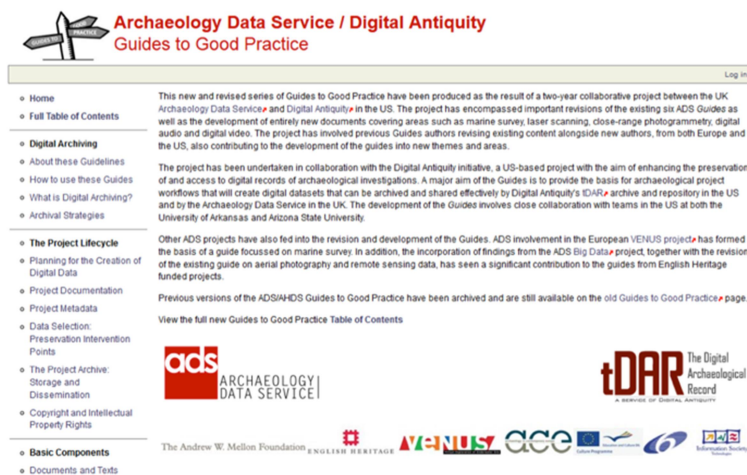 GUIDES TO
GOOD
PRACTICE
Archaeology Data Service / Digital Antiquity
Guides to Good Practice
Log in
Home
Full Table of Contents
Digital Archiving
About these Guidelines
How to use these Guides
What is Digital Archiving?
Archival Strategies
The Project Lifecycle
Planning for the Creation of
Digital Data
Project Documentation
Project Metadata
Data Selection:
Preservation Intervention
Points
The Project Archive:
Storage and
Dissemination
Copyright and Intellectual
Property Rights
Basic Components
Documents and Texts
This new and revised series of Guides to Good Practice have been produced as the result of a two-year collaborative project between the UK
Archaeology Data Service and Digital Antiquity in the US. The project has encompassed important revisions of the existing six ADS Guides as
well as the development of entirely new documents covering areas such as marine survey, laser scanning, close-range photogrammetry, digital
audio and digital video. The project has involved previous Guides authors revising existing content alongside new authors, from both Europe and
the US, also contributing to the development of the guides into new themes and areas.
The project has been undertaken in collaboration with the Digital Antiquity initiative, a US-based project with the aim of enhancing the preservation
of and access to digital records of archaeological investigations. A major aim of the Guides is to provide the basis for archaeological project
workflows that will create digital datasets that can be archived and shared effectively by Digital Antiquity's tDAR archive and repository in the US
and by the Archaeology Data Service in the UK. The development of the Guides involves close collaboration with teams in the US at both the
University of Arkansas and Arizona State University.
Other ADS projects have also fed into the revision and development of the Guides. ADS involvement in the European VENUS project has formed
the basis of a guide focussed on marine survey. In addition, the incorporation of findings from the ADS Big Data project, together with the revision
of the existing guide on aerial photography and remote sensing data, has seen a significant contribution to the guides from English Heritage
funded projects.
Previous versions of the ADS/AHDS Guides to Good Practice have been archived and are still available on the old Guides to Good Practice page.
View the full new Guides to Good Practice Table of Contents
ads
ARCHAEOLOGY
DATA SERVICE
tDAR
The Digital
Archaeological
Record
A SERVICE OF DIGITAL ANTIQUITY
The Andrew W. Mellon Foundation
ENGLISH HERITAGE
VENUS
ace
Culture Programme
Information Society
Technologies